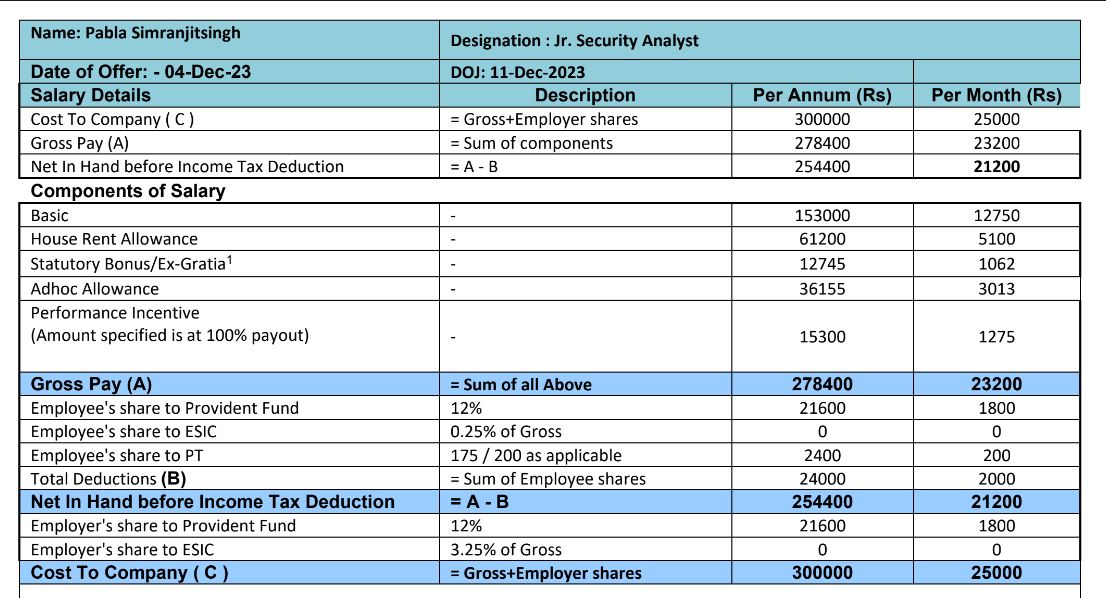 Name: Pabla Simranjitsingh Designation : Jr. Security Analyst
Date of Offer: - 04-Dec-23 DOJ: 11-Dec-2023
Salary Details Description Per Annum (Rs) Per Month (Rs)
Cost To Company ( C ) = Gross+Employer shares 300000 25000
Gross Pay (A) = Sum of components 278400 23200
Net In Hand before Income Tax Deduction = A - B 254400 21200
Components of Salary
Basic - 153000 12750
House Rent Allowance - 61200 5100
Statutory Bonus/Ex-Gratia1 - 12745 1062
Adhoc Allowance - 36155 3013
Performance Incentive
(Amount specified is at 100% payout) - 15300 1275
Gross Pay (A) = Sum of all Above 278400 23200
Employee's share to Provident Fund 12% 21600 1800
Employee's share to ESIC 0.25% of Gross 0 0
Employee's share to PT 175 / 200 as applicable 2400 200
Total Deductions (B) = Sum of Employee shares 24000 2000
Net In Hand before Income Tax Deduction = A - B 254400 21200
Employer's share to Provident Fund 12% 21600 1800
Employer's share to ESIC 3.25% of Gross 0 0
Cost To Company ( C ) = Gross+Employer shares 300000 25000